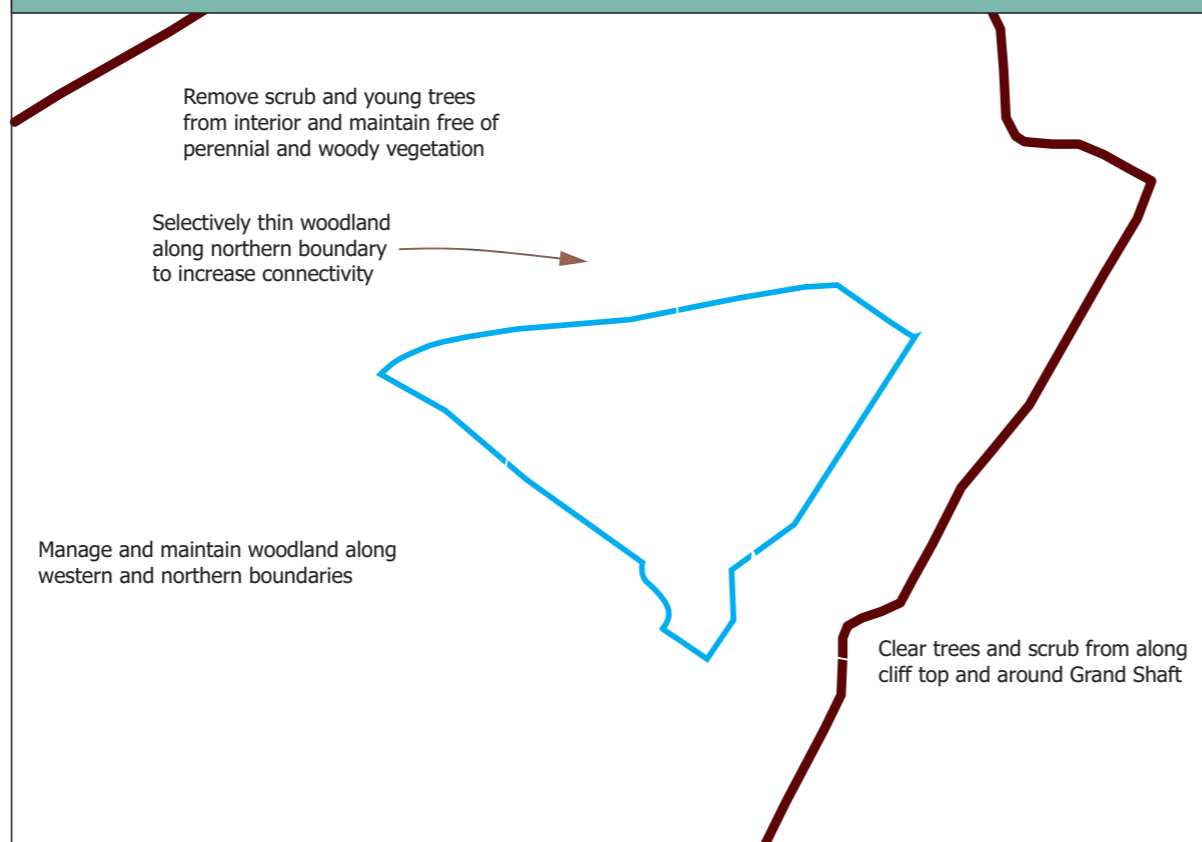 Remove scrub and young trees
from interior and maintain free of
perennial and woody vegetation
Selectively thin woodland
along northern boundary
to increase connectivity
Manage and maintain woodland along
western and northern boundaries
Clear trees and scrub from along
cliff top and around Grand Shaft